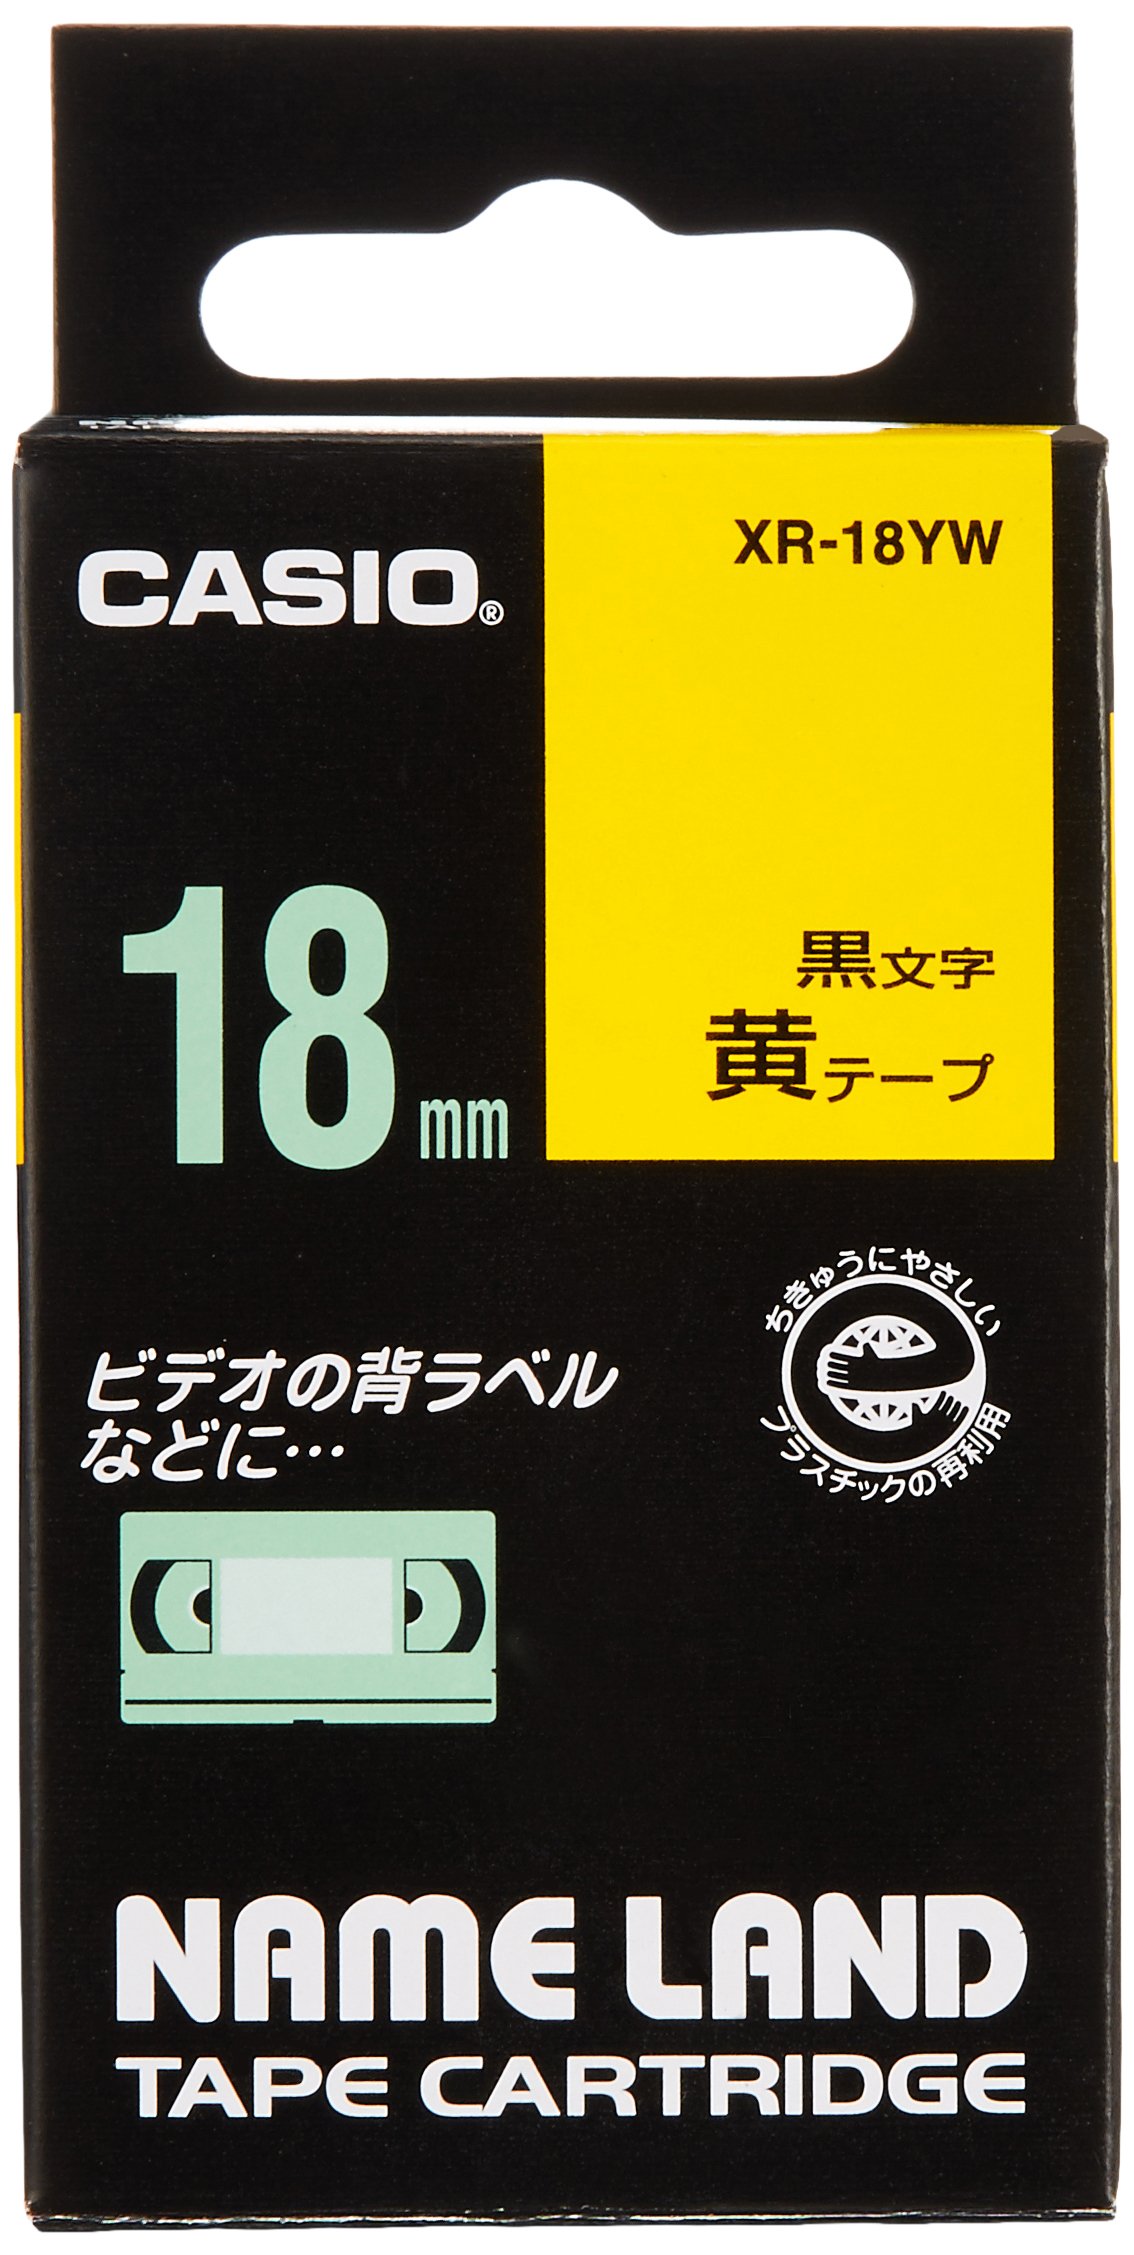 CASIO®
XR-18YW
18mm
黒文字
黄テープ
ちきゅうにやさしい
プラスチックの再利用
ビデオの背ラベル
などに…
NAME LAND
TAPE CARTRIDGE